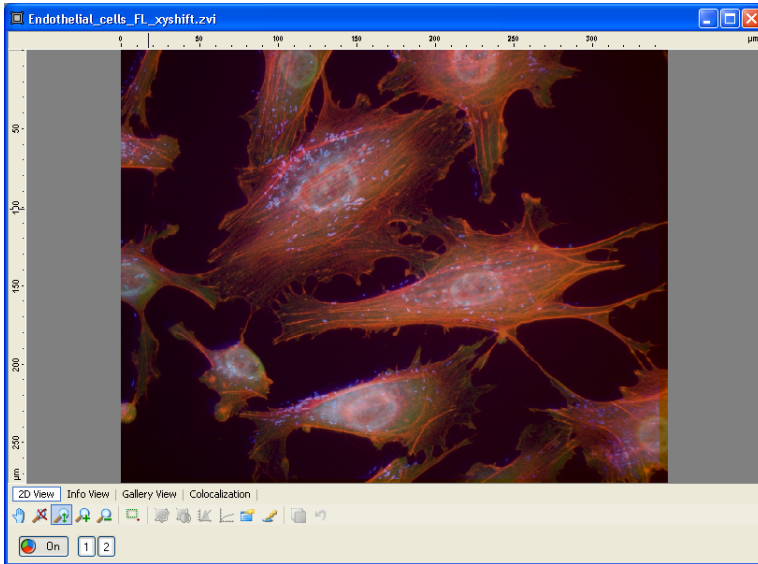 Endothelial_cells_FL_xyshift.zvi
0 50 100 150 200 250 300 µm
50
100
150
200
250
µm
2D View Info View Gallery View Colocalization
On 1 2